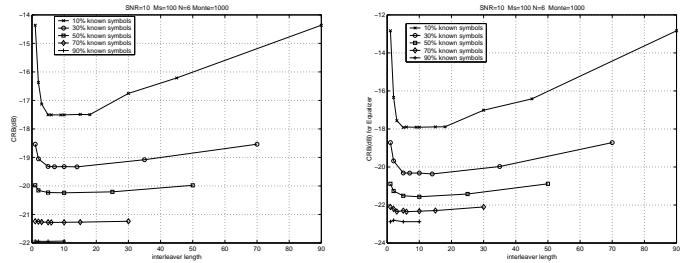 SNR=10 Ms=100 N=6 Monte=1000
-14
-15
-16
-17
-18
-19
-20
-21
-22
0 10 20 30 40 50 60 70 80 90
CRB(dB)
interleaver length
10% known symbols
30% known symbols
50% known symbols
70% known symbols
90% known symbols
SNR=10 Ms=100 N=6 Monte=1000
-12
-14
-16
-18
-20
-22
-24
0 10 20 30 40 50 60 70 80 90
CRB(dB) for Equalizer
interleaver length
10% known symbols
30% known symbols
50% known symbols
70% known symbols
90% known symbols